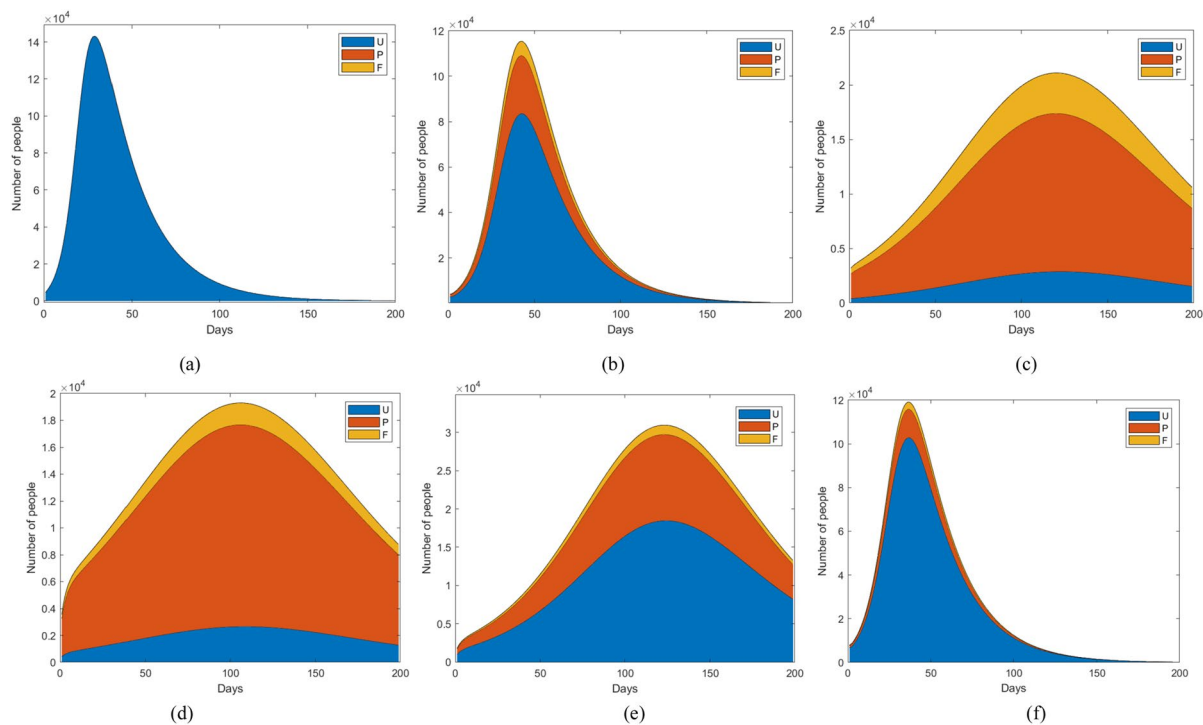 ×10⁴
14
12
10
8
6
4
2
0
0 50 100 150 200
Number of people
Days
U
P
F
(a)
×10⁴
12
10
8
6
4
2
0 50 100 150 200
Number of people
Days
U
P
F
(b)
×10⁴
2.5
2
1.5
1
0.5
0
0 50 100 150 200
Number of people
Days
U
P
F
(c)
×10⁴
2
1.8
1.6
1.4
1.2
1
0.8
0.6
0.4
0.2
0
0 50 100 150 200
Number of people
Days
U
P
F
(d)
×10⁴
3
2.5
2
1.5
1
0.5
0
0 50 100 150 200
Number of people
Days
U
P
F
(e)
×10⁴
12
10
8
6
4
2
0
0 50 100 150 200
Number of people
Days
U
P
F
(f)